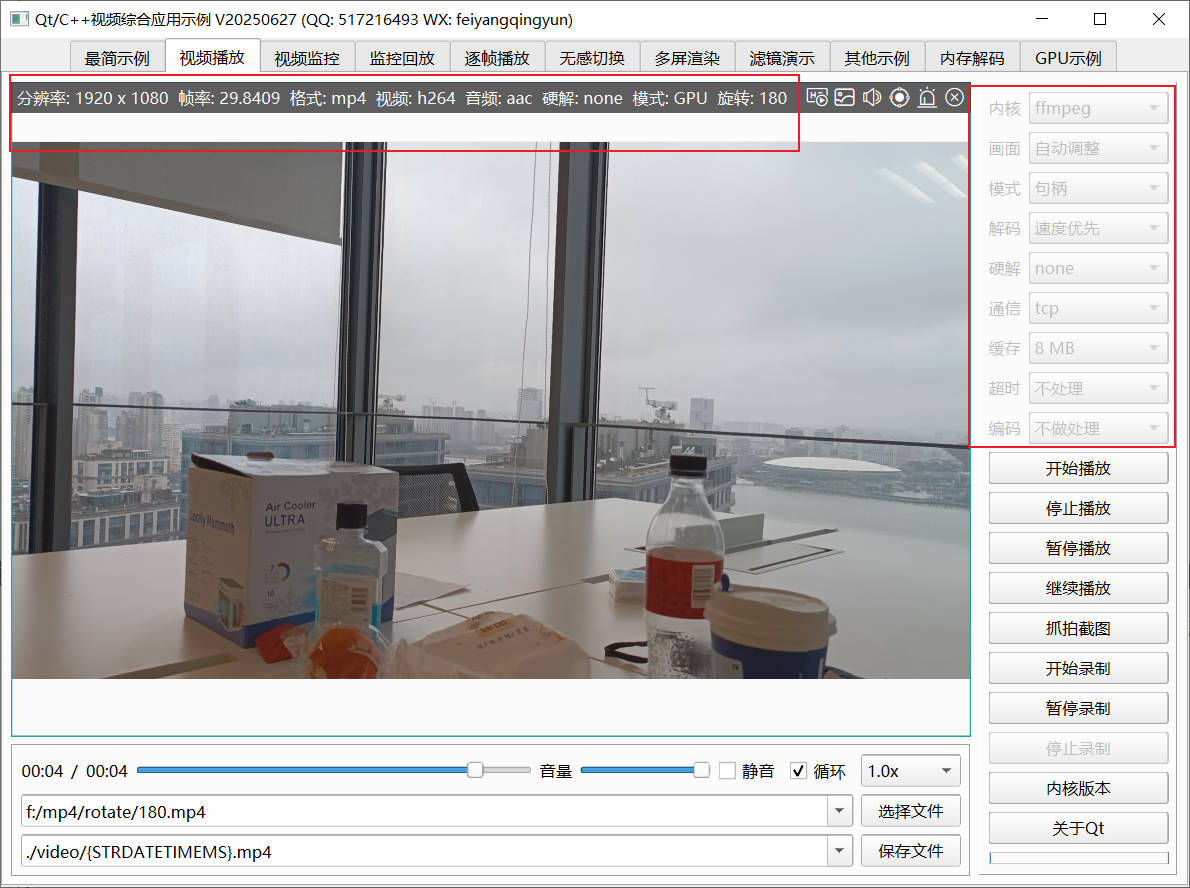 Qt/C++视频综合应用示例 V20250627 (QQ: 517216493 WX: feiyangqingyun)
最简示例 视频播放 视频监控 监控回放 逐帧播放 无感切换 多屏渲染 滤镜演示 其他示例 内存解码 GPU示例
分辨率: 1920 x 1080 帧率: 29.8409 格式: mp4 视频: h264 音频: aac 硬解: none 模式: GPU 旋转: 180
内核 ffmpeg
画面 自动调整
模式 句柄
解码 速度优先
硬解 none
通信 tcp
缓存 8 MB
超时 不处理
编码 不做处理
Air Cooler
ULTRA
Coolly Mammoth
7
10
开始播放
停止播放
暂停播放
继续播放
抓拍截图
开始录制
暂停录制
停止录制
内核版本
关于Qt
00:04 / 00:04 音量 静音 循环 1.0x
f:/mp4/rotate/180.mp4 选择文件
./video/{STRDATETIMEMS}.mp4 保存文件